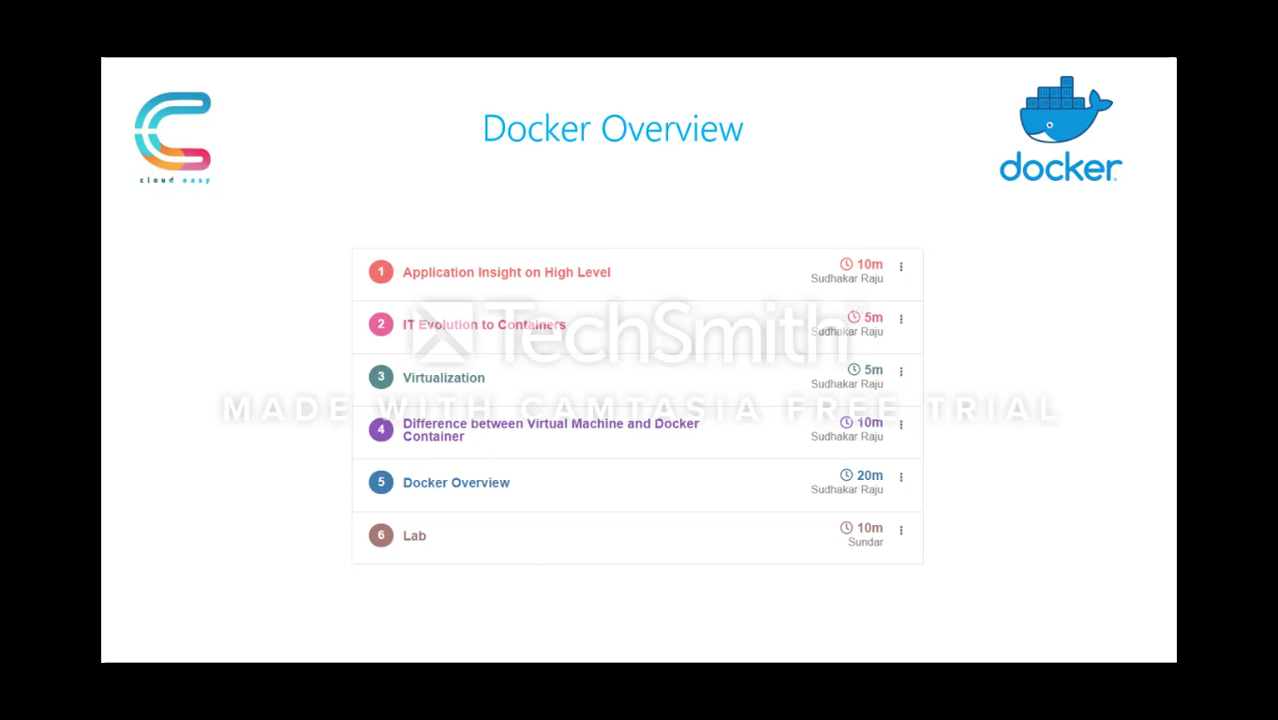 cloud easy
Docker Overview
docker
1 Application Insight on High Level 10m
Sudhakar Raju
2 IT Evolution to Containers 5m
Sudhakar Raju
3 Virtualization 5m
Sudhakar Raju
4 Difference between Virtual Machine and Docker 10m
Container Sudhakar Raju
5 Docker Overview 20m
Sudhakar Raju
6 Lab 10m
Sundar
TechSmith
MADE WITH CAMTASIA FREE TRIAL